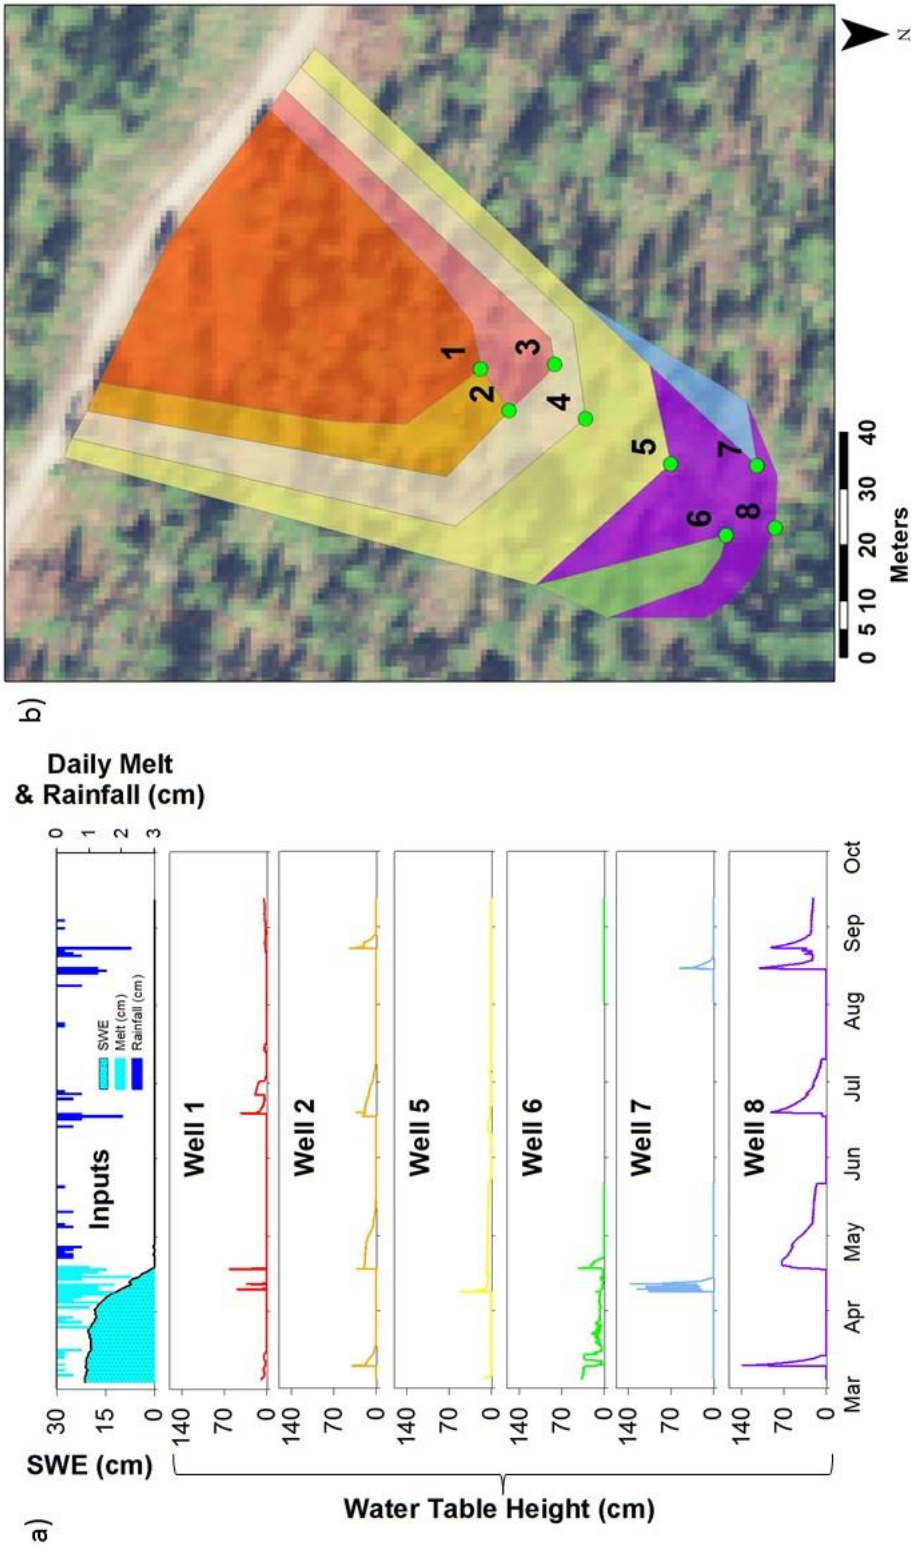 a)
SWE (cm)
30
15
0
Daily Melt
& Rainfall (cm)
0
1
2
3
Inputs
SWE
Melt (cm)
Rainfall (cm)
Water Table Height (cm)
140
70
0
Well 1
140
70
0
Well 2
140
70
0
Well 5
140
70
0
Well 6
140
70
0
Well 7
140
70
0
Well 8
Mar
Apr
May
Jun
Jul
Aug
Sep
Oct
b)
1
2
3
4
5
6
7
8
0 5 10 20 30 40
Meters
N